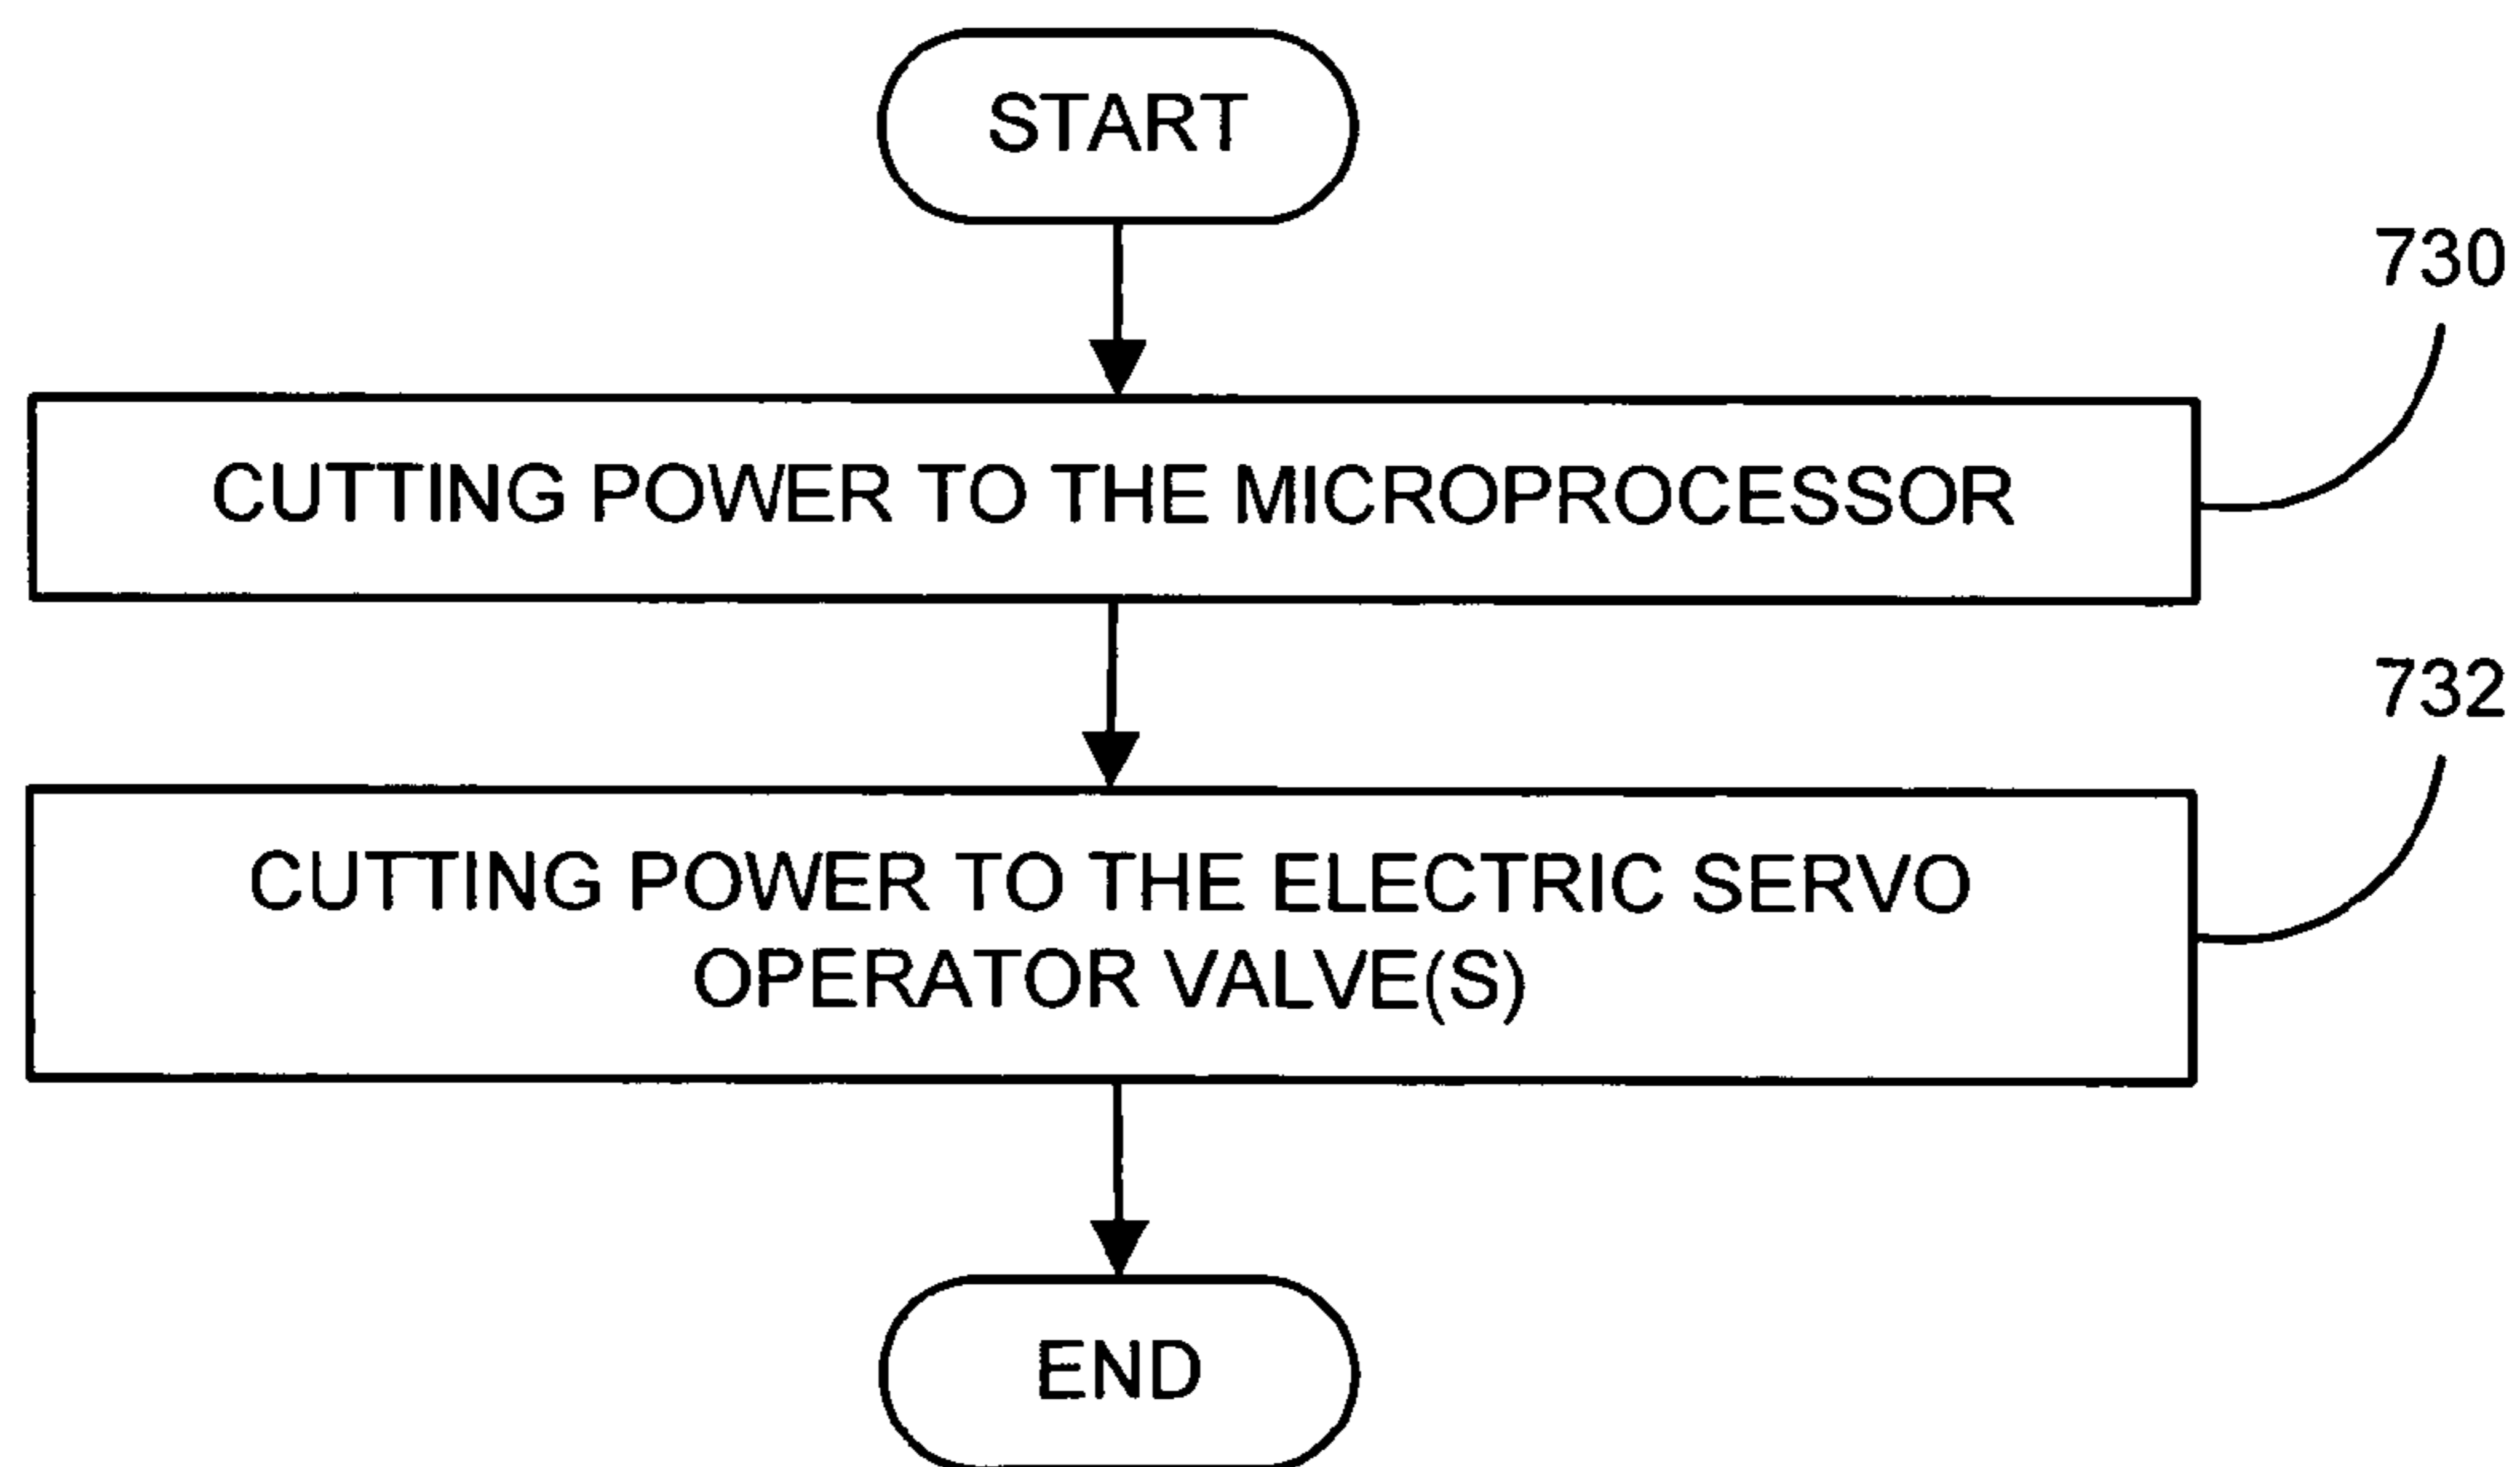 START
730
CUTTING POWER TO THE MICROPROCESSOR
732
CUTTING POWER TO THE ELECTRIC SERVO
OPERATOR VALVE(S)
END